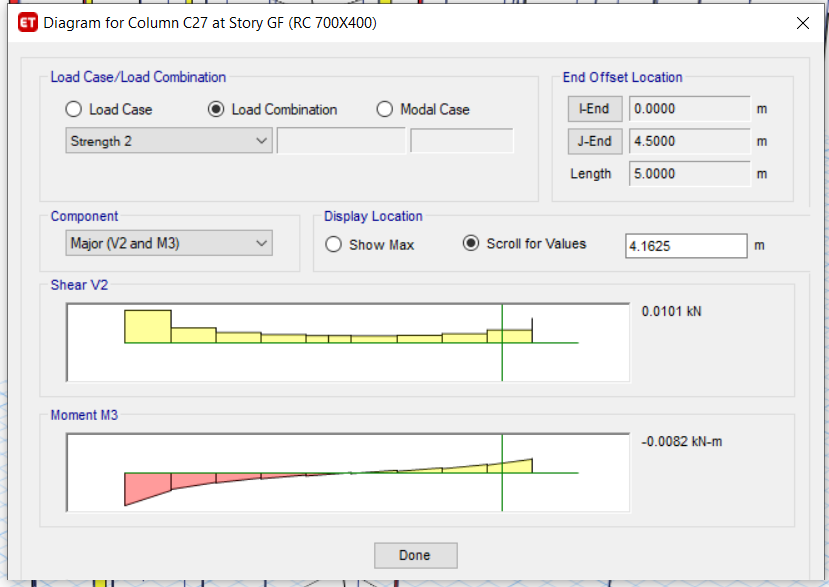 ET Diagram for Column C27 at Story GF (RC 700X400)
Load Case/Load Combination
Load Case Load Combination Modal Case
Strength 2
End Offset Location
I-End 0.0000 m
J-End 4.5000 m
Length 5.0000 m
Component
Major (V2 and M3)
Display Location
Show Max Scroll for Values 4.1625 m
Shear V2
0.0101 kN
Moment M3
-0.0082 kN-m
Done